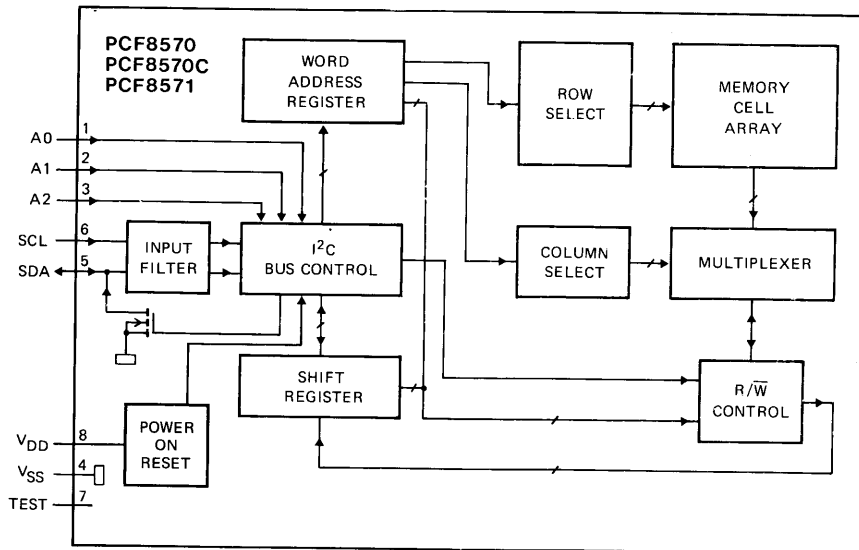 PCF8570
PCF8570C
PCF8571
WORD
ADDRESS
REGISTER
ROW
SELECT
MEMORY
CELL
ARRAY
A0 1
A1 2
A2 3
SCL 6
SDA 5
INPUT
FILTER
I²C
BUS CONTROL
COLUMN
SELECT
MULTIPLEXER
SHIFT
REGISTER
R/W̅
CONTROL
POWER
ON
RESET
VDD 8
VSS 4
TEST 7